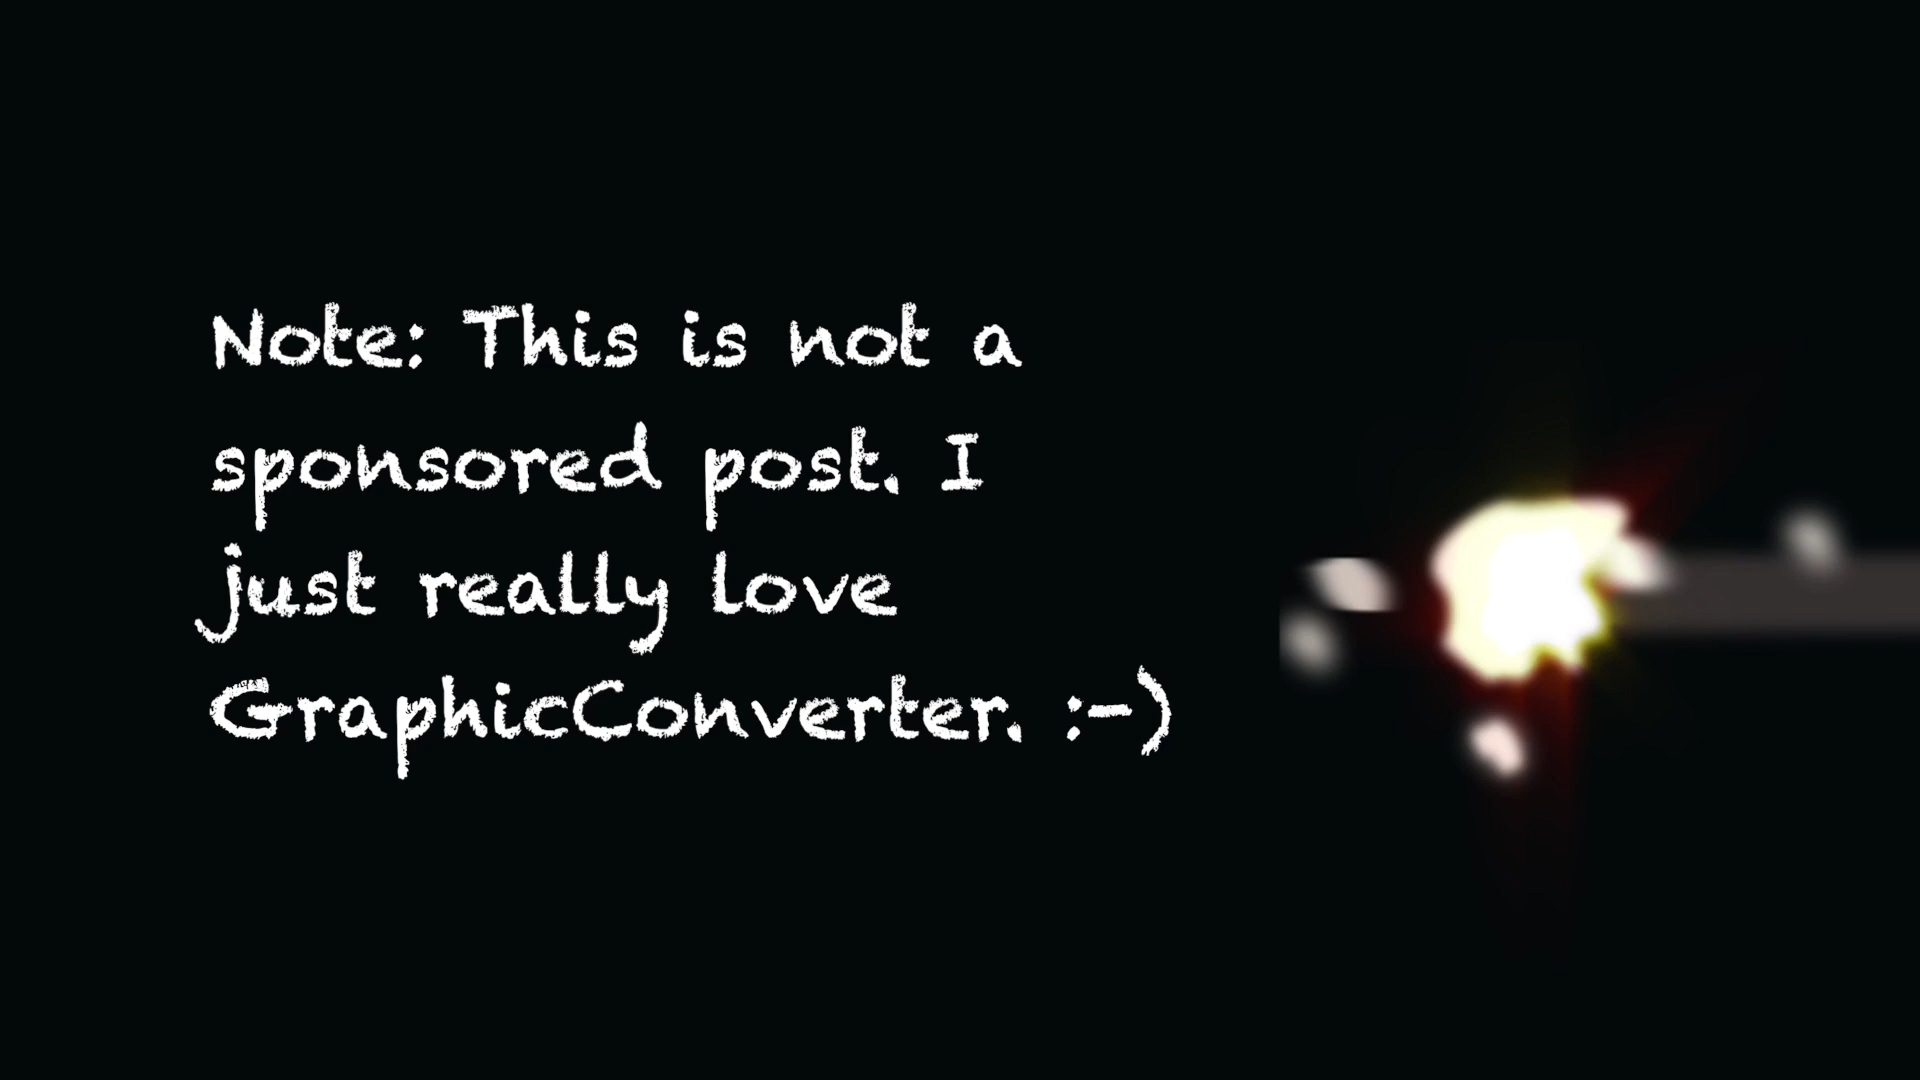 Note: This is not a
sponsored post. I
just really love
GraphicConverter. :-)